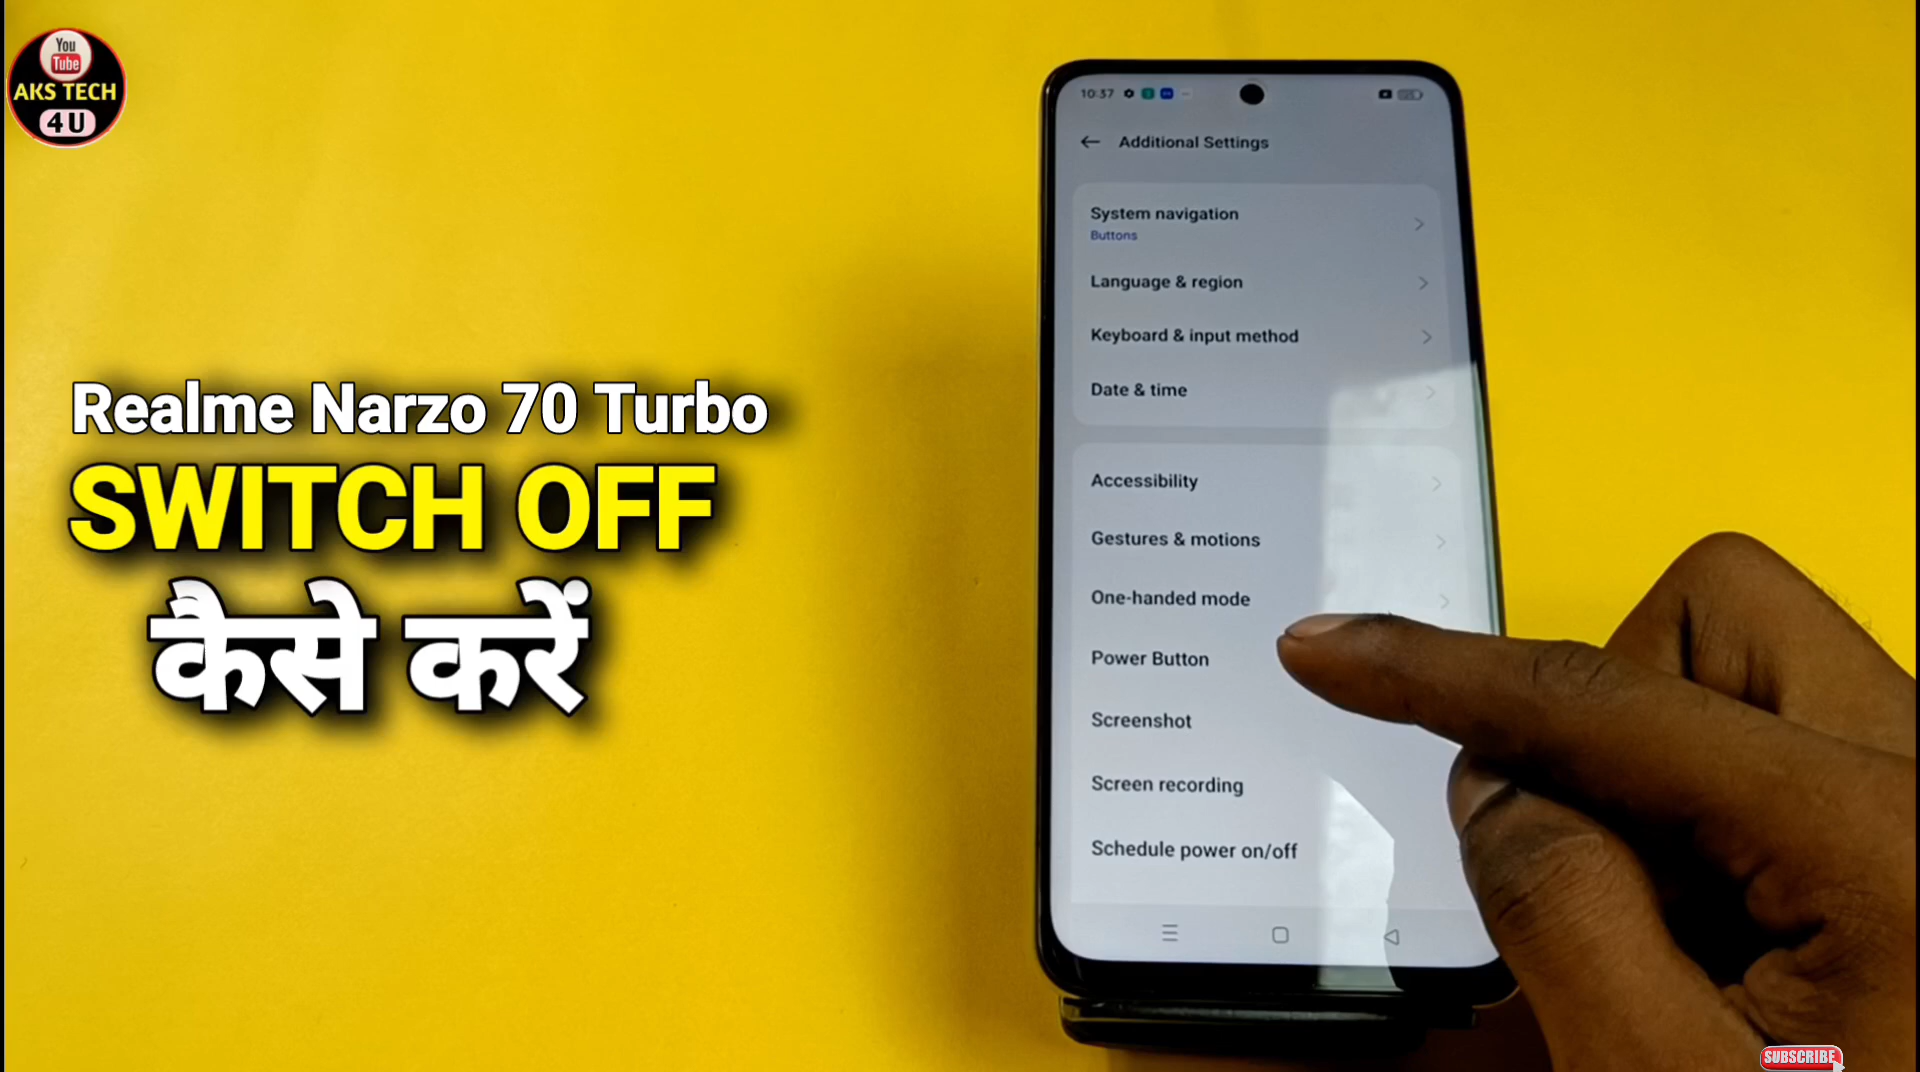 You
Tube
AKS TECH
4U
Realme Narzo 70 Turbo
SWITCH OFF
कैसे करें
10:37
Additional Settings
System navigation
Buttons
Language & region
Keyboard & input method
Date & time
Accessibility
Gestures & motions
One-handed mode
Power Button
Screenshot
Screen recording
Schedule power on/off
SUBSCRIBE